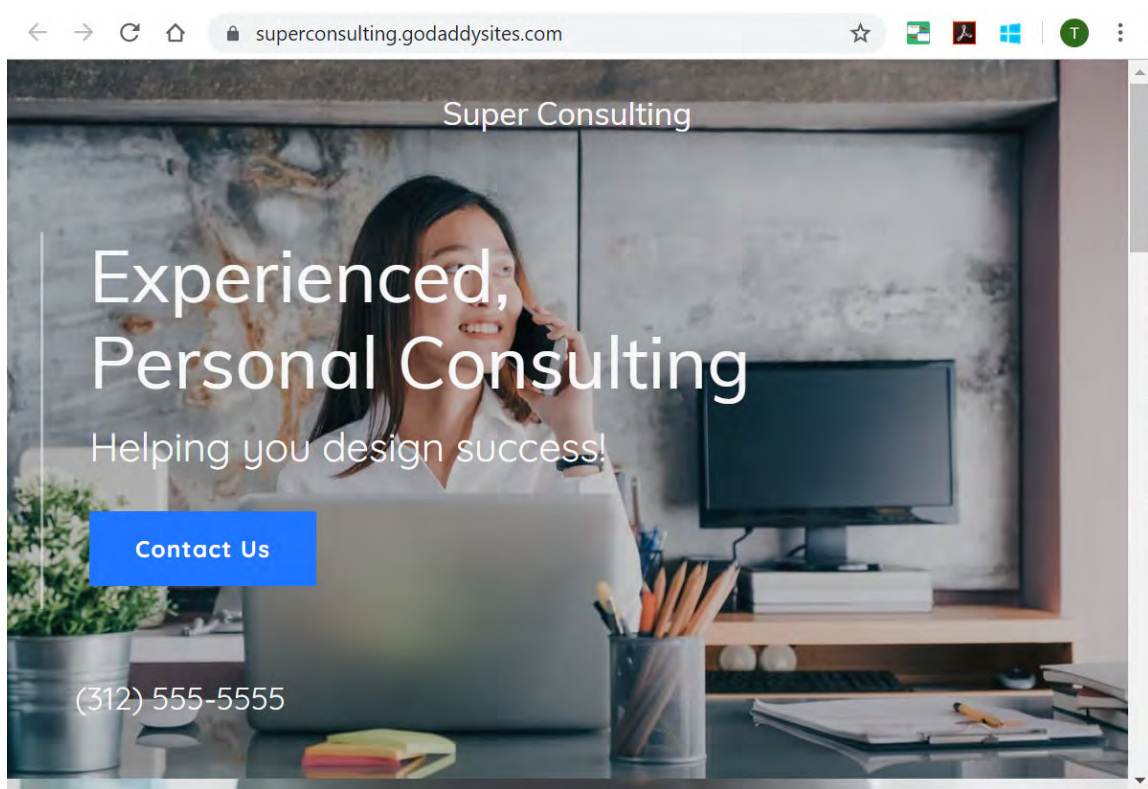 superconsulting.godaddysites.com
T
Super Consulting
Experienced,
Personal Consulting
Helping you design success!
Contact Us
(312) 555-5555